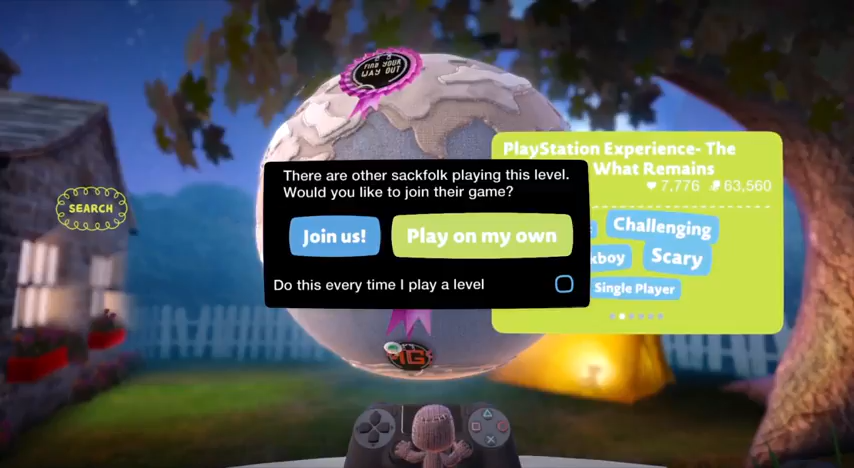 FIND YOUR
WAY OUT
PlayStation Experience- The
What Remains
7,776 63,560
There are other sackfolk playing this level.
Would you like to join their game?
SEARCH
Join us!
Play on my own
Challenging
Scary
Single Player
Do this every time I play a level